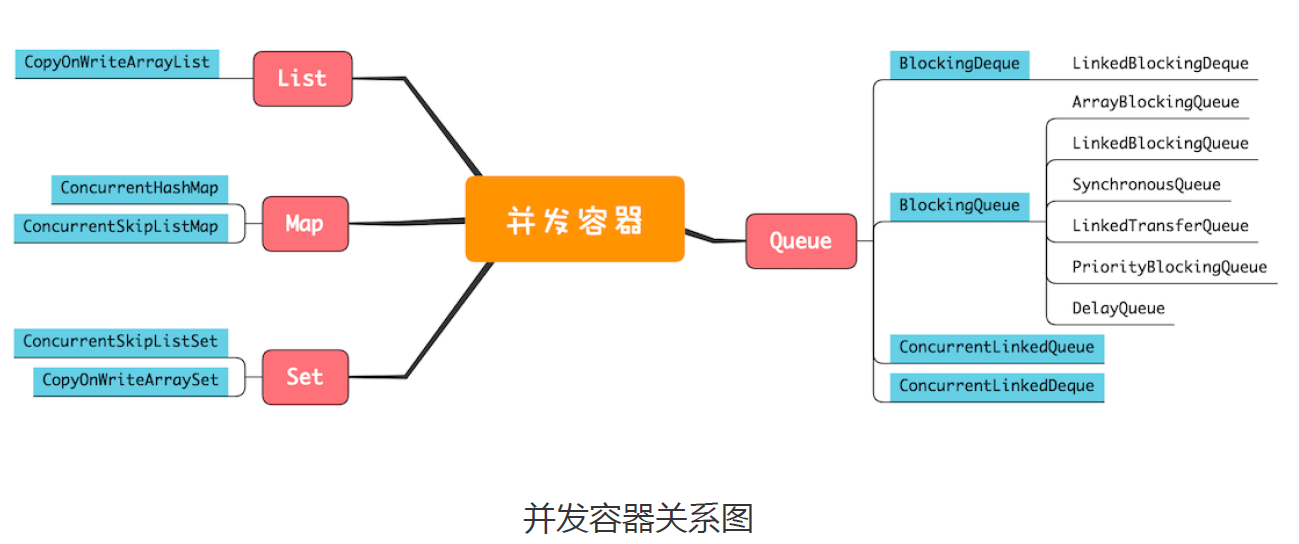 CopyOnWriteArrayList
List
ConcurrentHashMap
ConcurrentSkipListMap
Map
ConcurrentSkipListSet
CopyOnWriteArraySet
Set
并发容器
Queue
BlockingDeque
LinkedBlockingDeque
BlockingQueue
ArrayBlockingQueue
LinkedBlockingQueue
SynchronousQueue
LinkedTransferQueue
PriorityBlockingQueue
DelayQueue
ConcurrentLinkedQueue
ConcurrentLinkedDeque
并发容器关系图